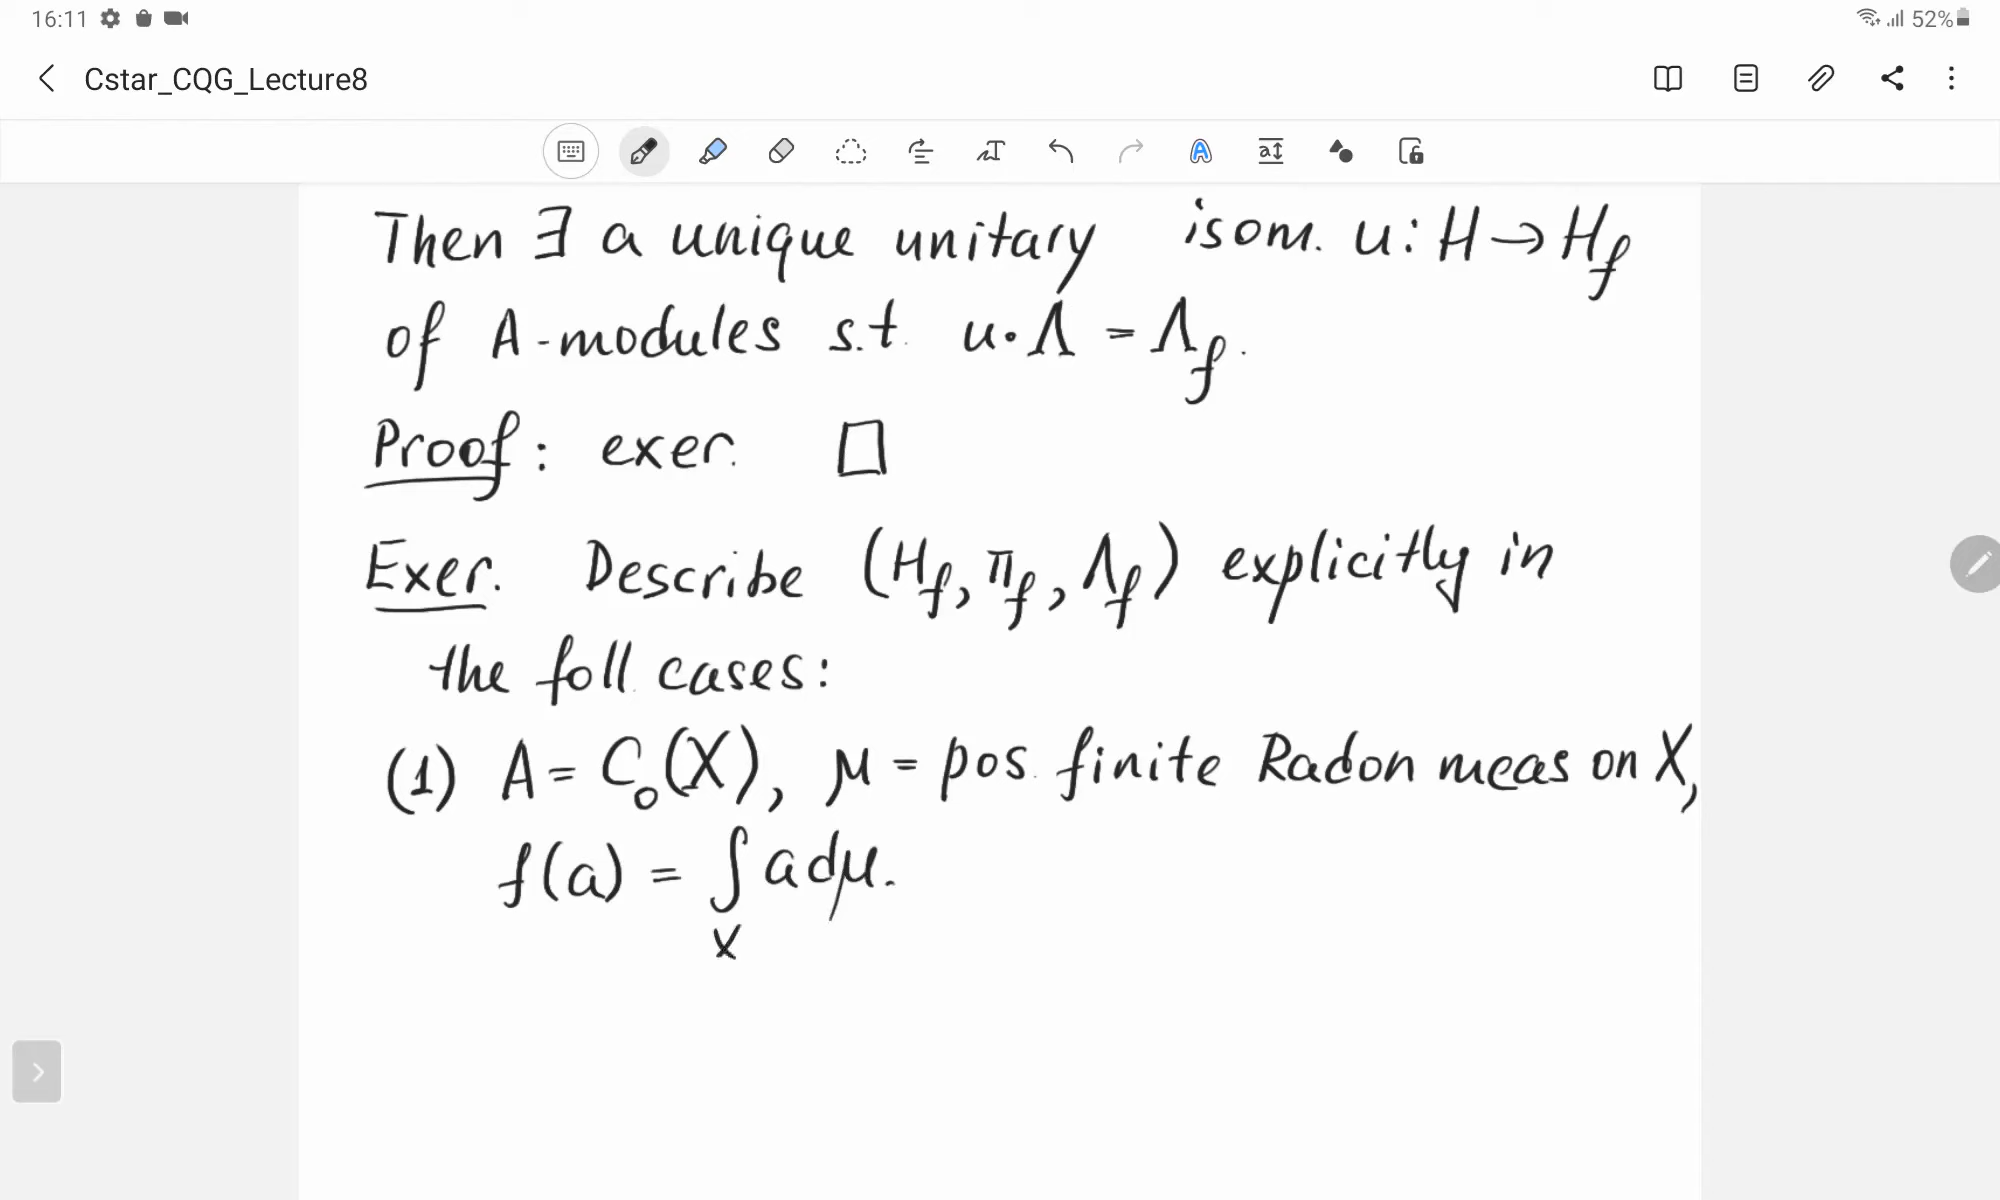 16:11
52%
Cstar_CQG_Lecture8
Then ∃ a unique unitary isom. u: H → H_f
of A-modules s.t. u∘Λ = Λ_f.
Proof: exer. □
Exer. Describe (H_f, π_f, Λ_f) explicitly in
the foll. cases:
(1) A = C₀(X), μ = pos. finite Radon meas on X,
f(a) = ∫_X a dμ.